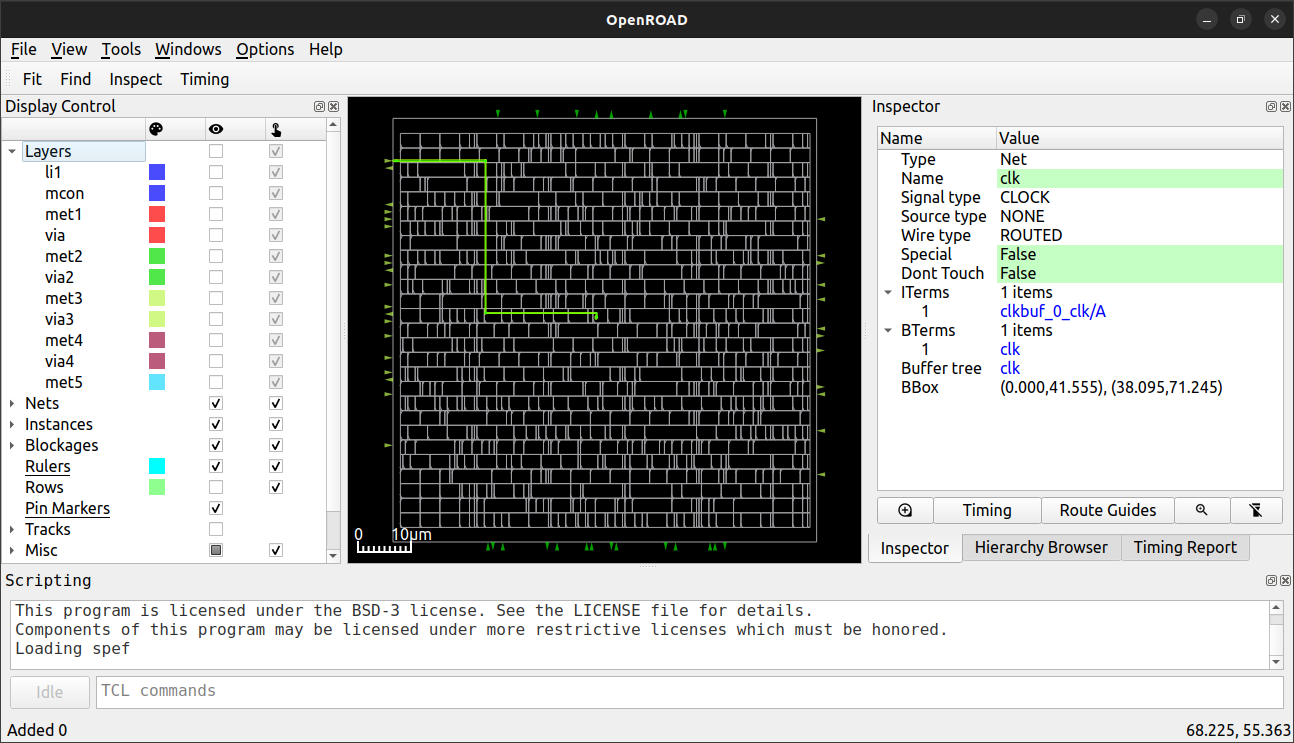 OpenROAD
File View Tools Windows Options Help
Fit Find Inspect Timing
Display Control
Layers
li1
mcon
met1
via
met2
via2
met3
via3
met4
via4
met5
Nets
Instances
Blockages
Rulers
Rows
Pin Markers
Tracks
Misc
0 10μm
Inspector
Name Value
Type Net
Name clk
Signal type CLOCK
Source type NONE
Wire type ROUTED
Special False
Dont Touch False
ITerms 1 items
1 clkbuf_0_clk/A
BTerms 1 items
1 clk
Buffer tree clk
BBox (0.000,41.555), (38.095,71.245)
Timing Route Guides
Inspector Hierarchy Browser Timing Report
Scripting
This program is licensed under the BSD-3 license. See the LICENSE file for details.
Components of this program may be licensed under more restrictive licenses which must be honored.
Loading spef
Idle TCL commands
Added 0 68.225, 55.363